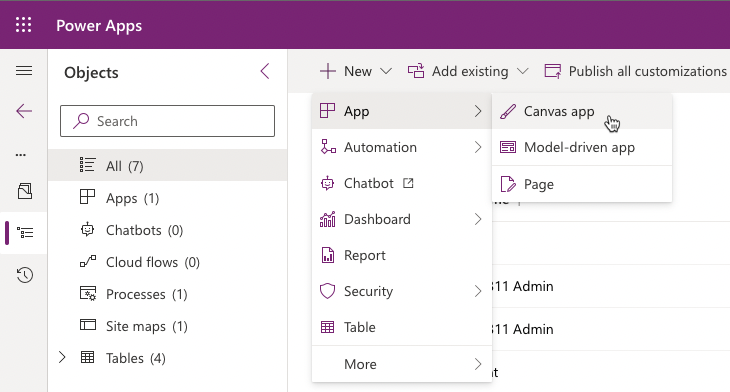 Power Apps
Objects
Search
All (7)
Apps (1)
Chatbots (0)
Cloud flows (0)
Processes (1)
Site maps (1)
Tables (4)
New
Add existing
Publish all customizations
App
Automation
Chatbot
Dashboard
Report
Security
Table
More
Canvas app
Model-driven app
Page
311 Admin
311 Admin